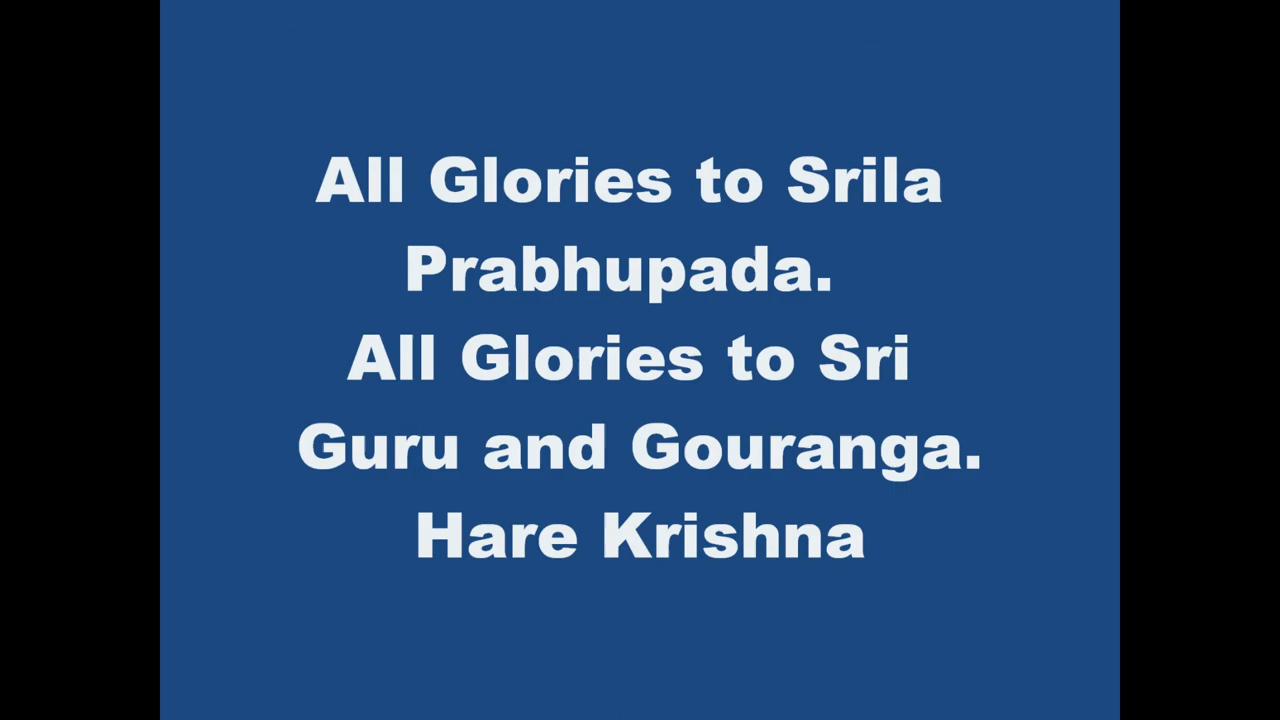 All Glories to Srila
Prabhupada.
All Glories to Sri
Guru and Gouranga.
Hare Krishna